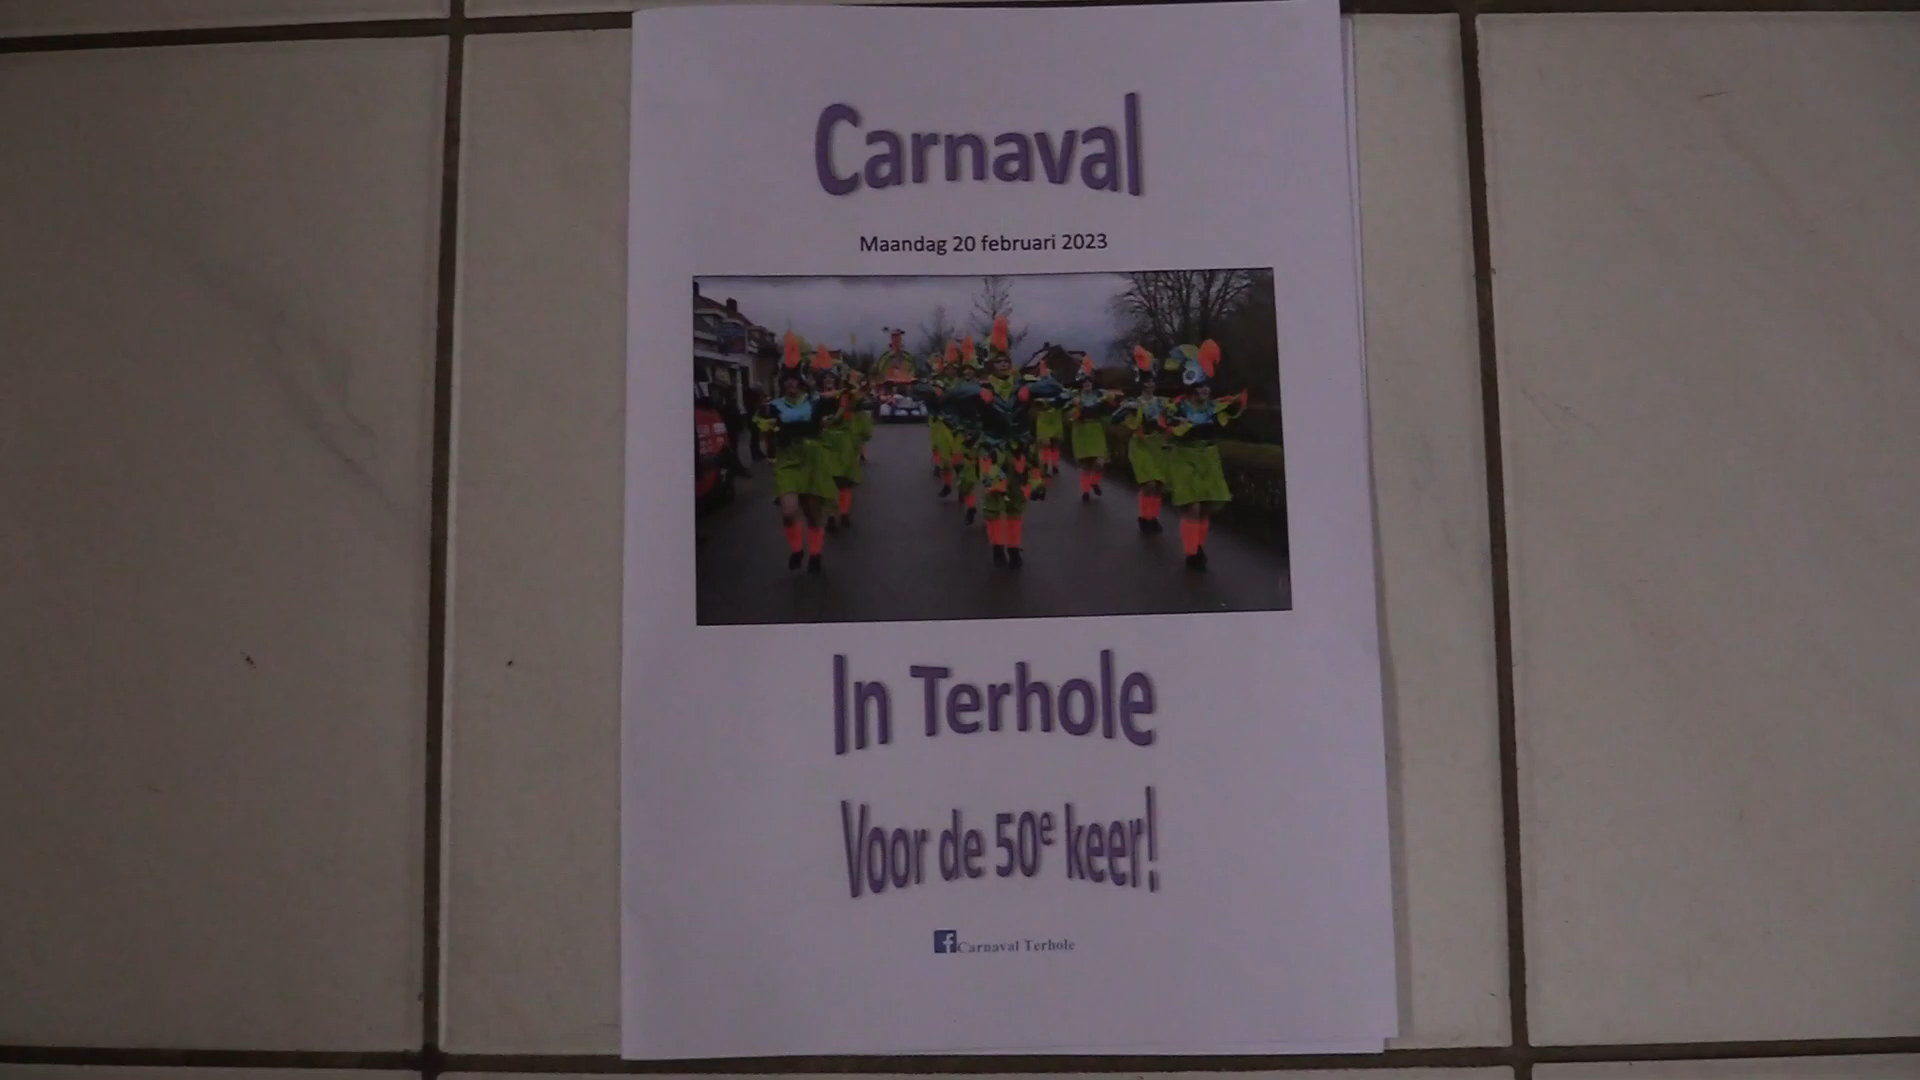 Carnaval
Maandag 20 februari 2023
In Terhole
Voor de 50e keer!
Carnaval Terhole